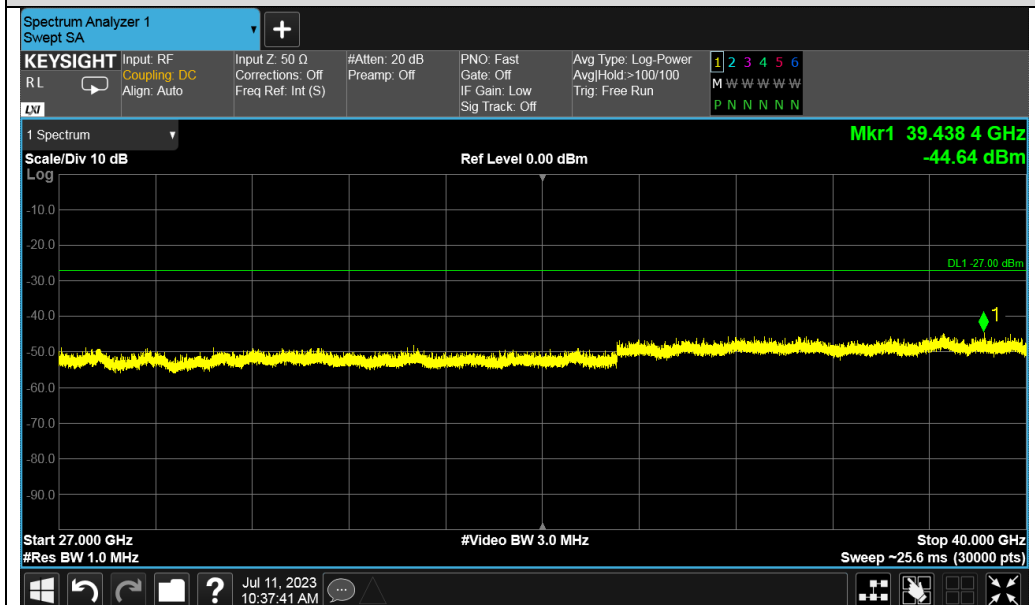 Spectrum Analyzer 1
Swept SA
+
KEYSIGHT
RL
LXI
Input: RF
Coupling: DC
Align: Auto
Input Z: 50 Ω
Corrections: Off
Freq Ref: Int (S)
#Atten: 20 dB
Preamp: Off
PNO: Fast
Gate: Off
IF Gain: Low
Sig Track: Off
Avg Type: Log-Power
Avg|Hold:>100/100
Trig: Free Run
1 2 3 4 5 6
M W W W W W
P N N N N N
1 Spectrum
Mkr1 39.438 4 GHz
Scale/Div 10 dB
Ref Level 0.00 dBm
-44.64 dBm
Log
-10.0
-20.0
DL1 -27.00 dBm
-30.0
1
-40.0
-50.0
-60.0
-70.0
-80.0
-90.0
Start 27.000 GHz
#Video BW 3.0 MHz
Stop 40.000 GHz
#Res BW 1.0 MHz
Sweep ~25.6 ms (30000 pts)
?
Jul 11, 2023
10:37:41 AM